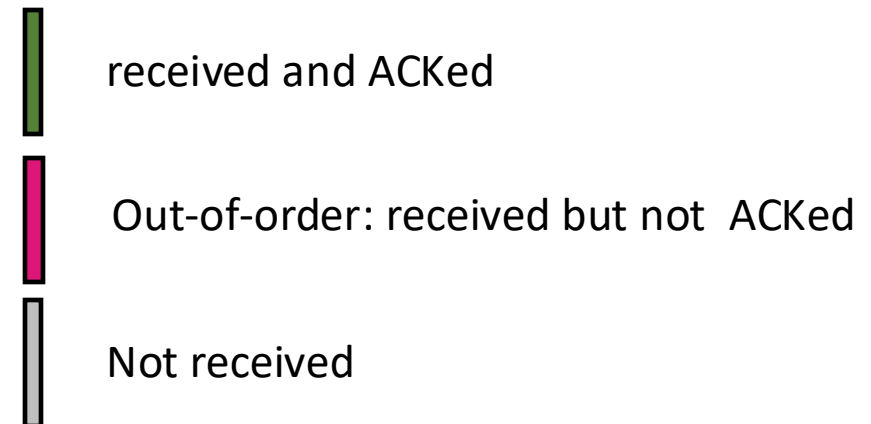 received and ACKed
Out-of-order: received but not ACKed
Not received